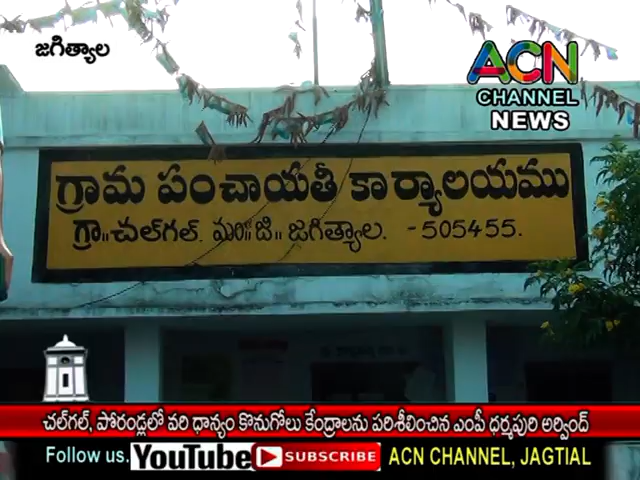 జగిత్యాల
ACN
CHANNEL
NEWS
గ్రామ పంచాయతీ కార్యాలయము
గ్రా॥చల్‌గల్. మం॥జి॥ జగిత్యాల. -505455.
చల్‌గల్, పోరండ్లలో వరి ధాన్యం కొనుగోలు కేంద్రాలను పరిశీలించిన ఎంపీ ధర్మపురి అర్వింద్
Follow us. YouTube SUBSCRIBE ACN CHANNEL, JAGTIAL